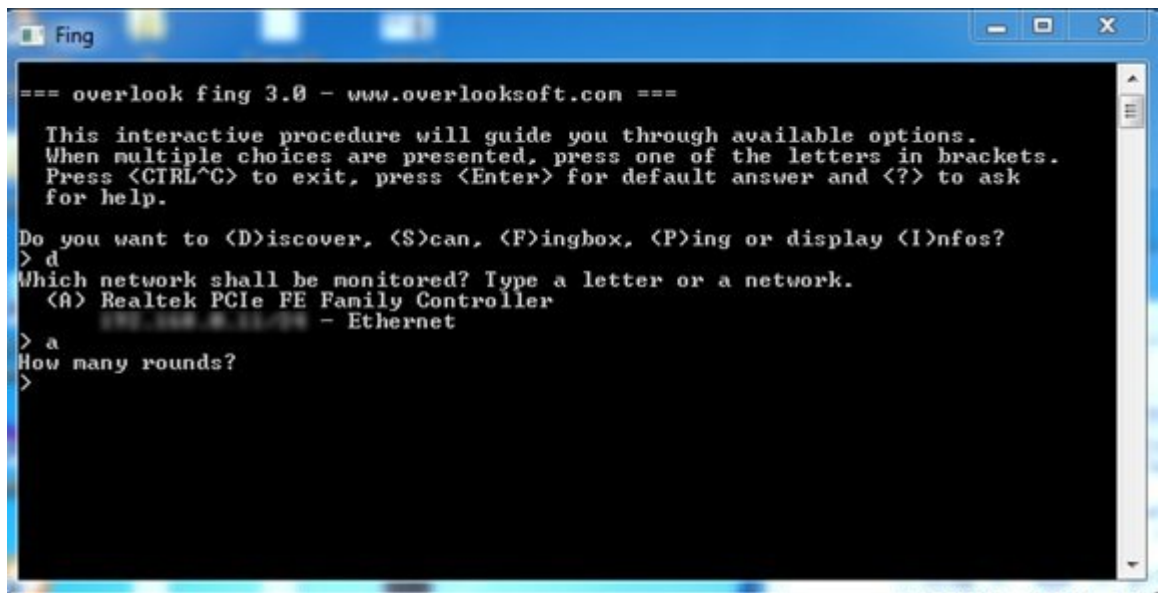 Fing
=== overlook fing 3.0 - www.overlooksoft.com ===
This interactive procedure will guide you through available options.
When multiple choices are presented, press one of the letters in brackets.
Press <CTRL^C> to exit, press <Enter> for default answer and <?> to ask
for help.
Do you want to (D)iscover, (S)can, (F)ingbox, (P)ing or display (I)nfos?
> d
Which network shall be monitored? Type a letter or a network.
(A) Realtek PCIe FE Family Controller
- Ethernet
> a
How many rounds?
>